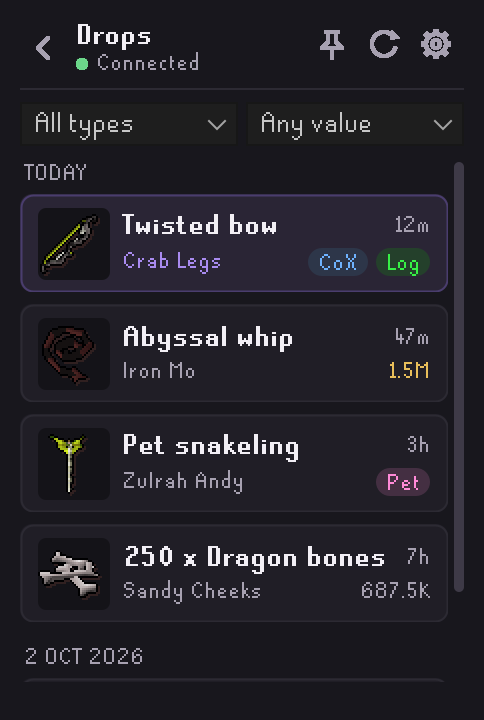 Drops
Connected
All types
Any value
TODAY
Twisted bow 12m
Crab Legs CoX Log
Abyssal whip 47m
Iron Mo 1.5M
Pet snakeling 3h
Zulrah Andy Pet
250 x Dragon bones 7h
Sandy Cheeks 687.5K
2 OCT 2026